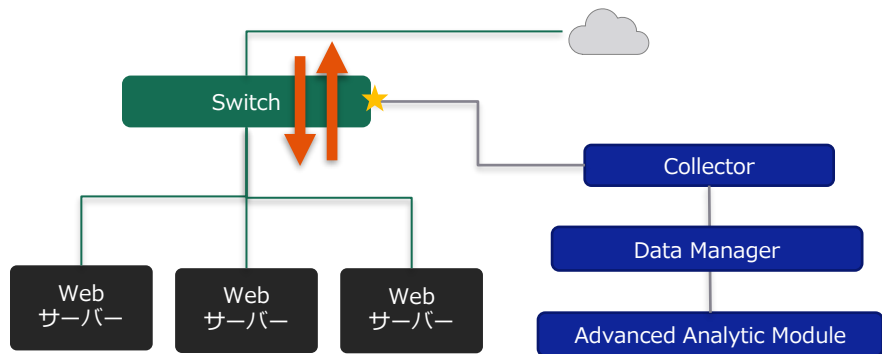 Switch
Collector
Data Manager
Web
サーバー
Web
サーバー
Web
サーバー
Advanced Analytic Module